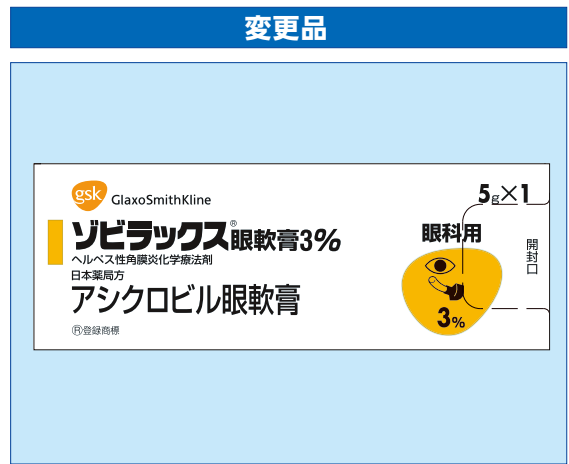 変更品
gsk GlaxoSmithKline
5g×1
ゾビラックス®眼軟膏3%
ヘルペス性角膜炎化学療法剤
日本薬局方
アシクロビル眼軟膏
Ⓡ登録商標
眼科用
3%
開封口